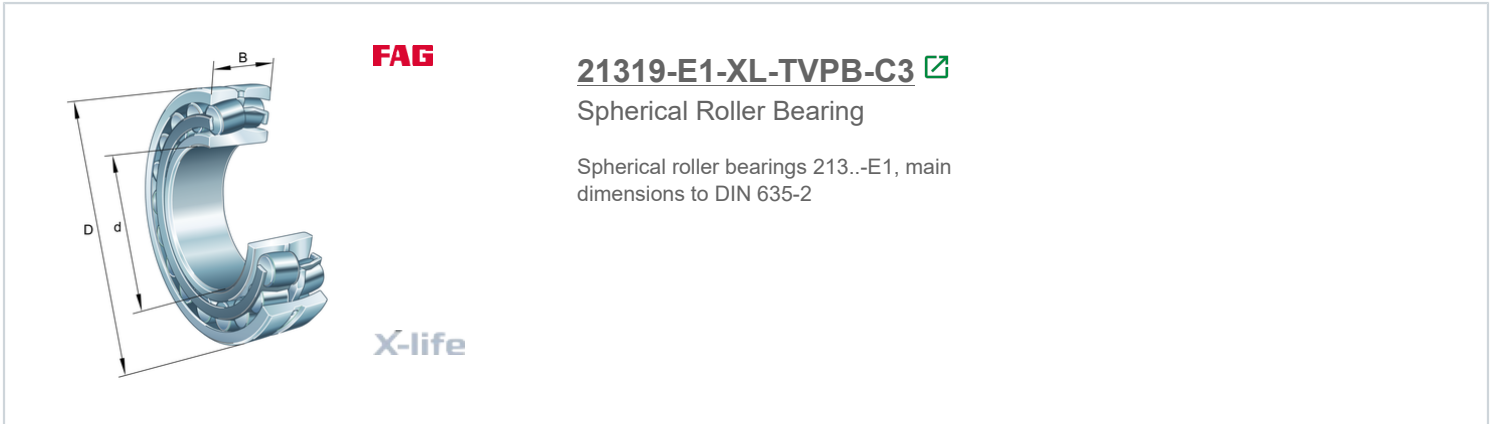 B
D
d
FAG
X-life
21319-E1-XL-TVPB-C3
Spherical Roller Bearing
Spherical roller bearings 213..-E1, main
dimensions to DIN 635-2